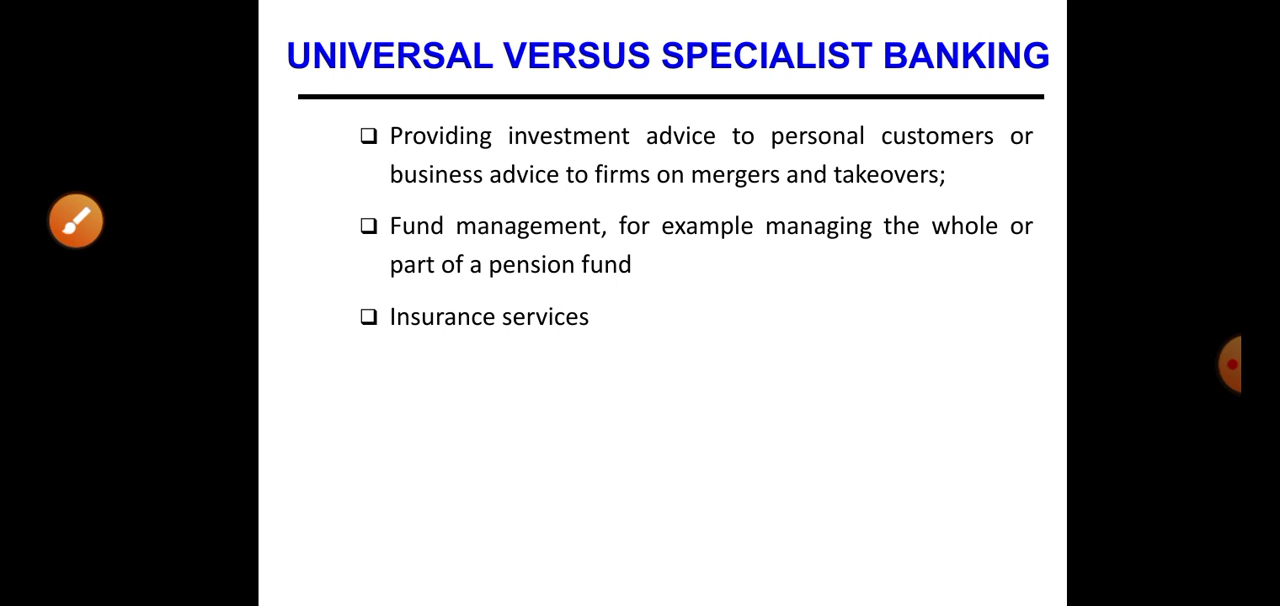 UNIVERSAL VERSUS SPECIALIST BANKING
❑ Providing investment advice to personal customers or
business advice to firms on mergers and takeovers;
❑ Fund management, for example managing the whole or
part of a pension fund
❑ Insurance services